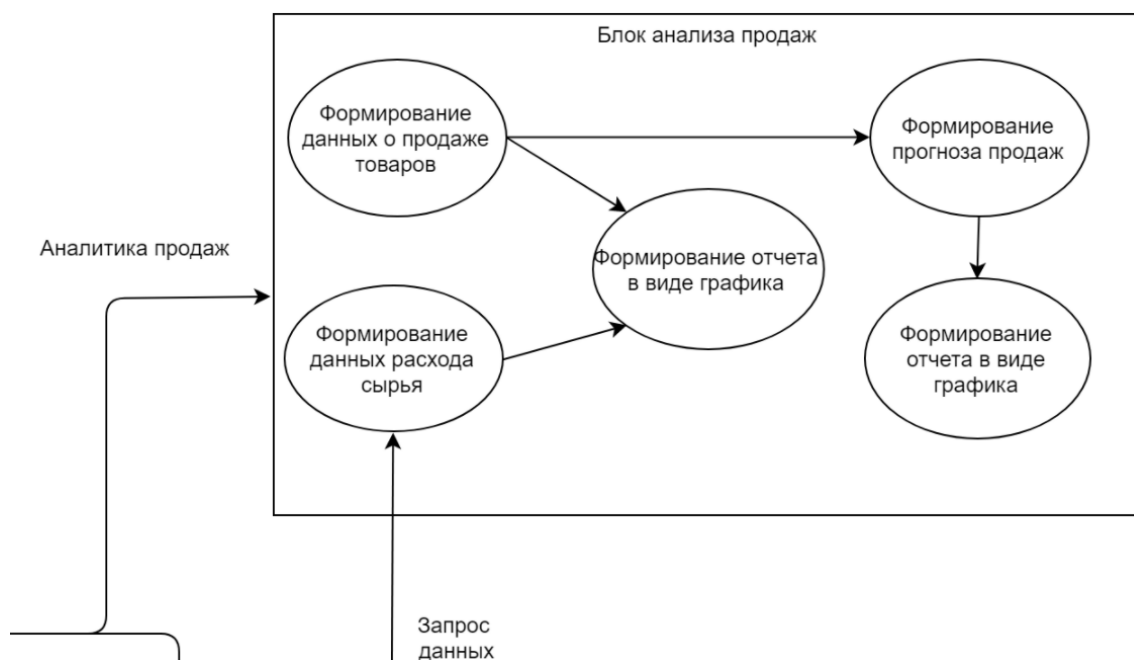 Блок анализа продаж
Формирование
данных о продаже
товаров
Формирование
прогноза продаж
Аналитика продаж
Формирование отчета
в виде графика
Формирование
данных расхода
сырья
Формирование
отчета в виде
графика
Запрос
данных